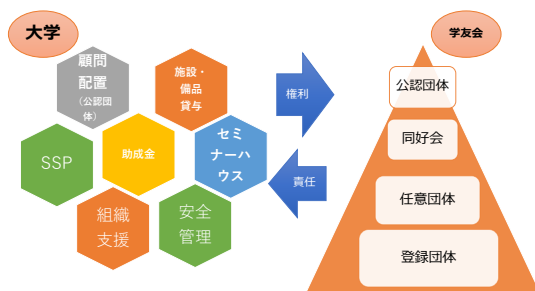 大学
学友会
顧問
配置
(公認団
体)
施設・
備品
貸与
SSP
助成金
セミ
ナーハ
ウス
組織
支援
安全
管理
権利
責任
公認団体
同好会
任意団体
登録団体